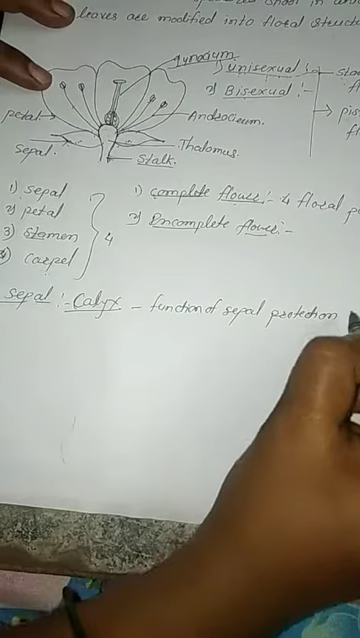 leaves are modified into floral struct
Gynoecium.
1) Unisexual :-
2) Bisexual :-
petal
Androecium.
Sepal.
Thalamus.
Stalk.
1) sepal
2) petal
3) stamen
4) carpel
4
1) complete flower :- 4 floral p
2) Incomplete flower :-
Sepal :- Calyx - function of sepal protection